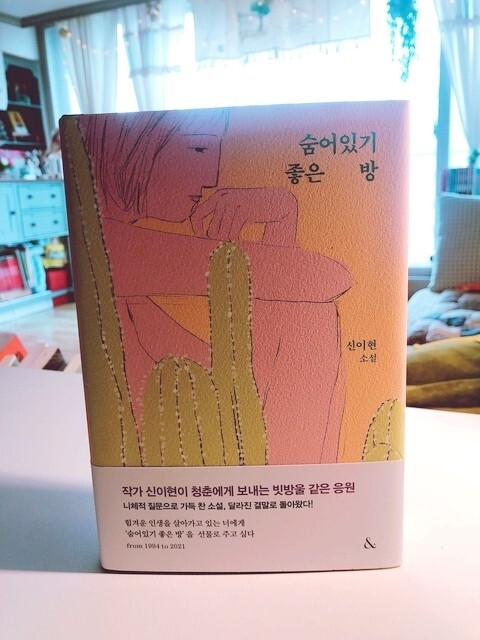 숨어있기
좋은 방
신이현
소설
작가 신이현이 청춘에게 보내는 빗방울 같은 응원
니체적 질문으로 가득 찬 소설, 달라진 결말로 돌아왔다!
힘겨운 인생을 살아가고 있는 너에게
'숨어있기 좋은 방'을 선물로 주고 싶다
from 1994 to 2021
&